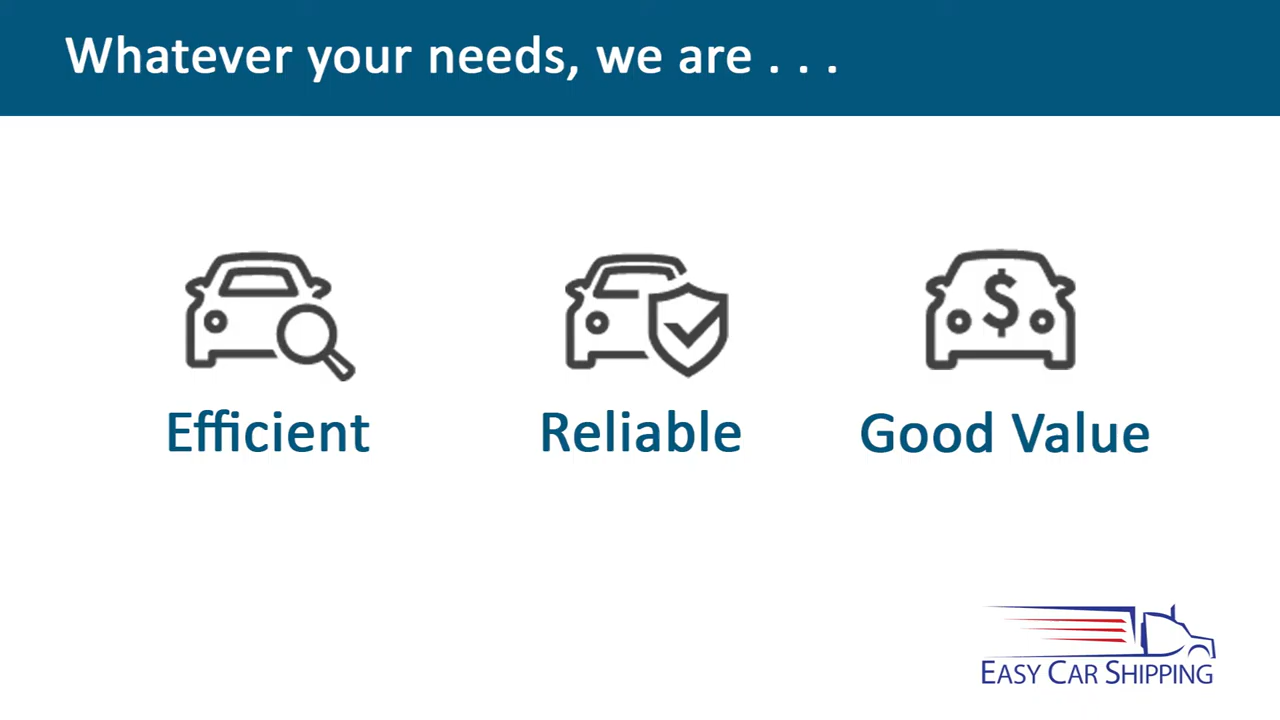 Whatever your needs, we are . . .
Efficient
Reliable
Good Value
EASY CAR SHIPPING